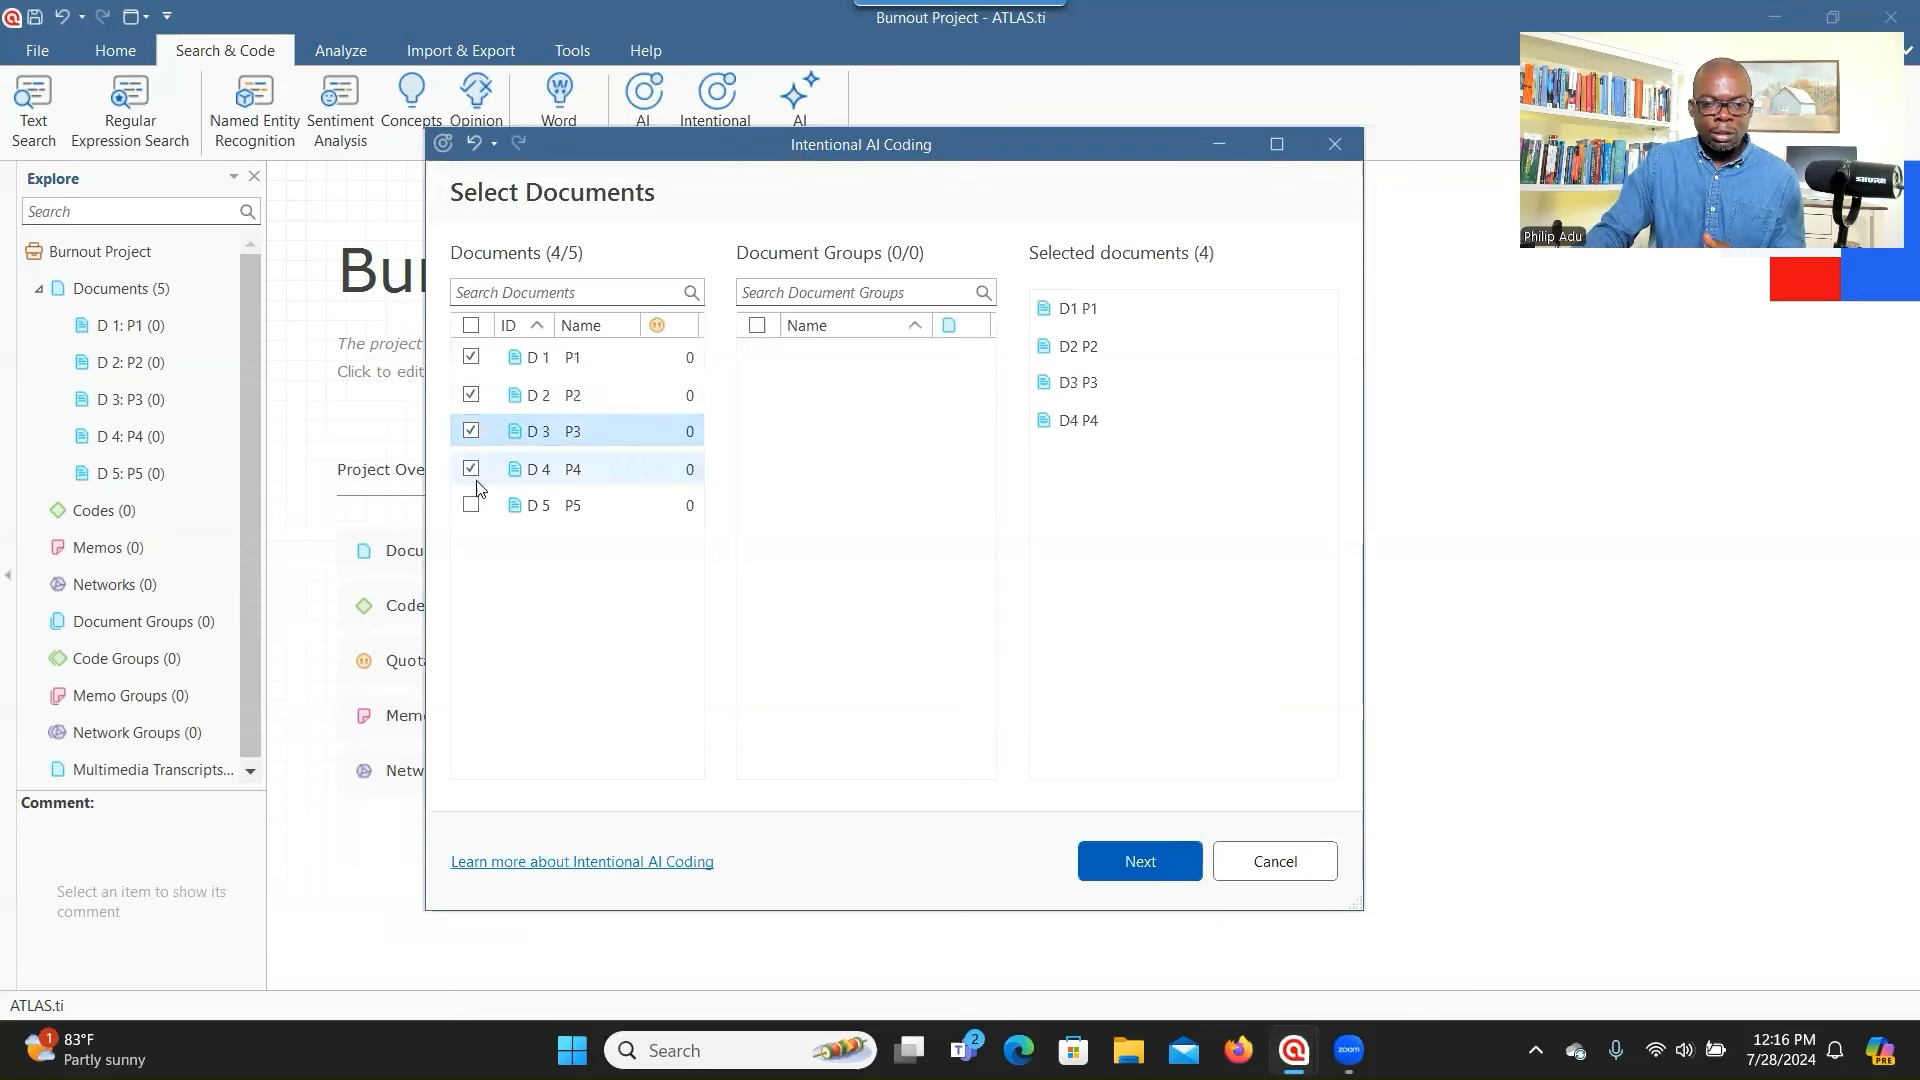 Burnout Project - ATLAS.ti
File
Home
Search & Code
Analyze
Import & Export
Tools
Help
Text
Search
Regular
Expression Search
Named Entity
Recognition
Sentiment
Analysis
Concepts
Opinion
Word
AI
Intentional
AI
Explore
Search
Burnout Project
Documents (5)
D 1: P1 (0)
D 2: P2 (0)
D 3: P3 (0)
D 4: P4 (0)
D 5: P5 (0)
Codes (0)
Memos (0)
Networks (0)
Document Groups (0)
Code Groups (0)
Memo Groups (0)
Network Groups (0)
Multimedia Transcripts...
Comment:
Select an item to show its
comment
Bu
The project
Click to edit
Project Ove
Docu
Code
Quot
Mem
Netw
Intentional AI Coding
Select Documents
Documents (4/5)
Search Documents
ID Name
D 1 P1 0
D 2 P2 0
D 3 P3 0
D 4 P4 0
D 5 P5 0
Document Groups (0/0)
Search Document Groups
Name
Selected documents (4)
D1 P1
D2 P2
D3 P3
D4 P4
Learn more about Intentional AI Coding
Next
Cancel
SHURE
Philip Adu
ATLAS.ti
1
83°F
Partly sunny
Search
2
zoom
12:16 PM
7/28/2024
PRE